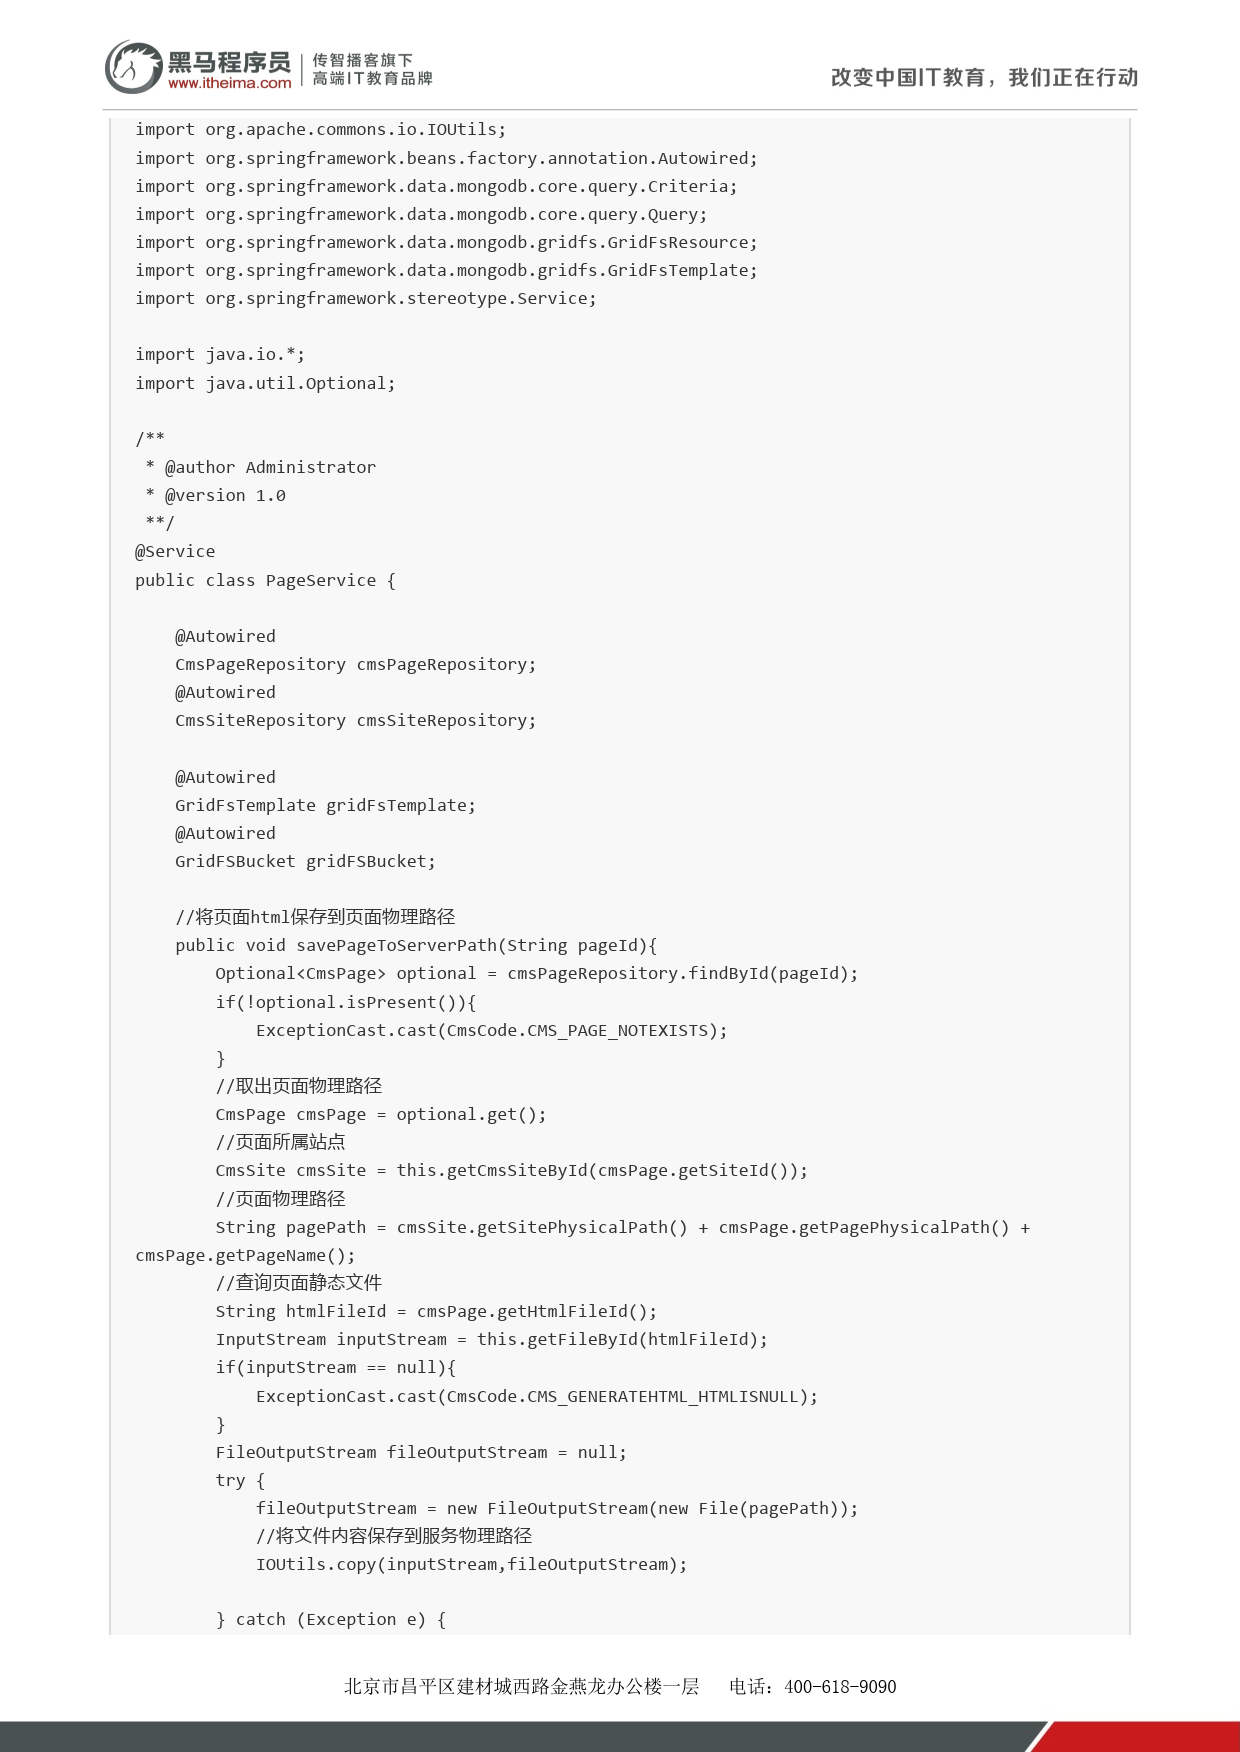 黑马程序员
www.itheima.com
传智播客旗下
高端IT教育品牌
改变中国IT教育，我们正在行动
import org.apache.commons.io.IOUtils;
import org.springframework.beans.factory.annotation.Autowired;
import org.springframework.data.mongodb.core.query.Criteria;
import org.springframework.data.mongodb.core.query.Query;
import org.springframework.data.mongodb.gridfs.GridFsResource;
import org.springframework.data.mongodb.gridfs.GridFsTemplate;
import org.springframework.stereotype.Service;

import java.io.*;
import java.util.Optional;

/**
 * @author Administrator
 * @version 1.0
 **/
@Service
public class PageService {

    @Autowired
    CmsPageRepository cmsPageRepository;
    @Autowired
    CmsSiteRepository cmsSiteRepository;

    @Autowired
    GridFsTemplate gridFsTemplate;
    @Autowired
    GridFSBucket gridFSBucket;

    //将页面html保存到页面物理路径
    public void savePageToServerPath(String pageId){
        Optional<CmsPage> optional = cmsPageRepository.findById(pageId);
        if(!optional.isPresent()){
            ExceptionCast.cast(CmsCode.CMS_PAGE_NOTEXISTS);
        }
        //取出页面物理路径
        CmsPage cmsPage = optional.get();
        //页面所属站点
        CmsSite cmsSite = this.getCmsSiteById(cmsPage.getSiteId());
        //页面物理路径
        String pagePath = cmsSite.getSitePhysicalPath() + cmsPage.getPagePhysicalPath() +
cmsPage.getPageName();
        //查询页面静态文件
        String htmlFileId = cmsPage.getHtmlFileId();
        InputStream inputStream = this.getFileById(htmlFileId);
        if(inputStream == null){
            ExceptionCast.cast(CmsCode.CMS_GENERATEHTML_HTMLISNULL);
        }
        FileOutputStream fileOutputStream = null;
        try {
            fileOutputStream = new FileOutputStream(new File(pagePath));
            //将文件内容保存到服务物理路径
            IOUtils.copy(inputStream,fileOutputStream);

        } catch (Exception e) {
北京市昌平区建材城西路金燕龙办公楼一层 电话：400-618-9090